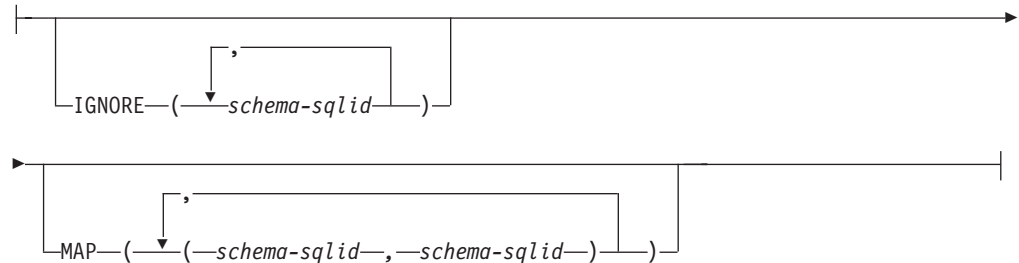 ,
IGNORE ( schema-sqlid )
,
MAP ( ( schema-sqlid , schema-sqlid ) )